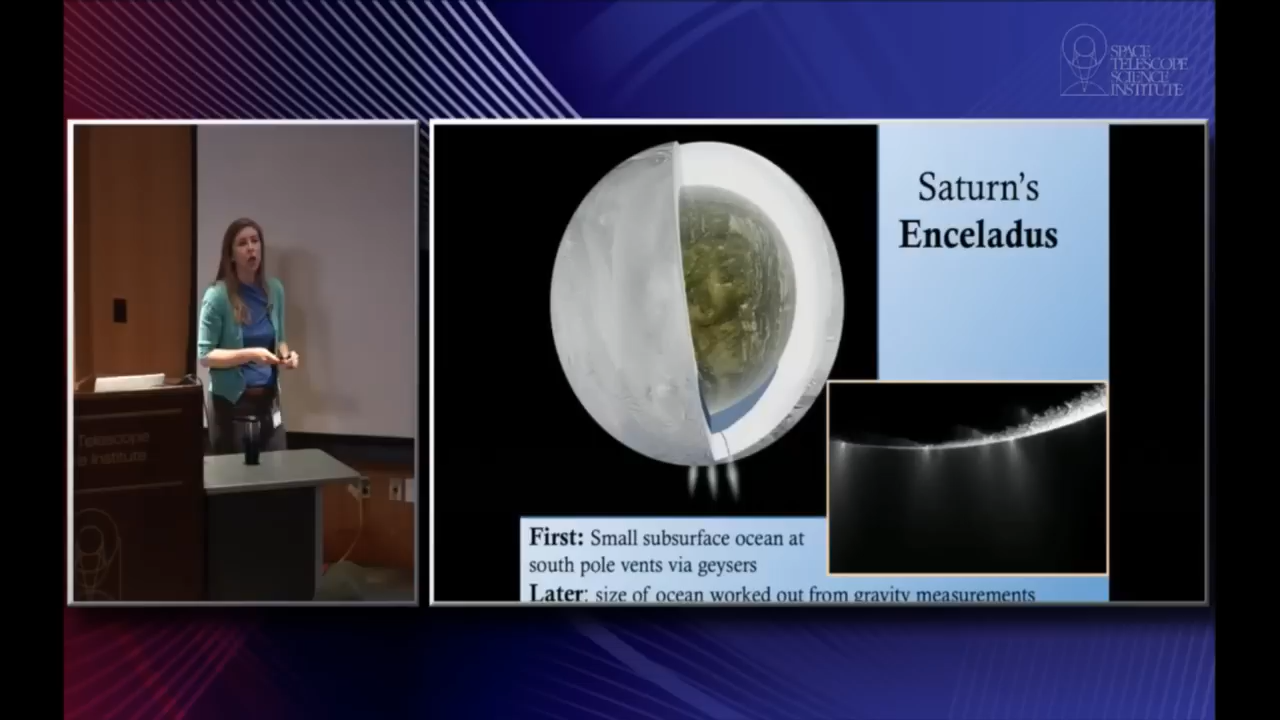 SPACE
TELESCOPE
SCIENCE
INSTITUTE
Saturn's
Enceladus
First: Small subsurface ocean at
south pole vents via geysers
Later: size of ocean worked out from gravity measurements
Telescope
e Institute